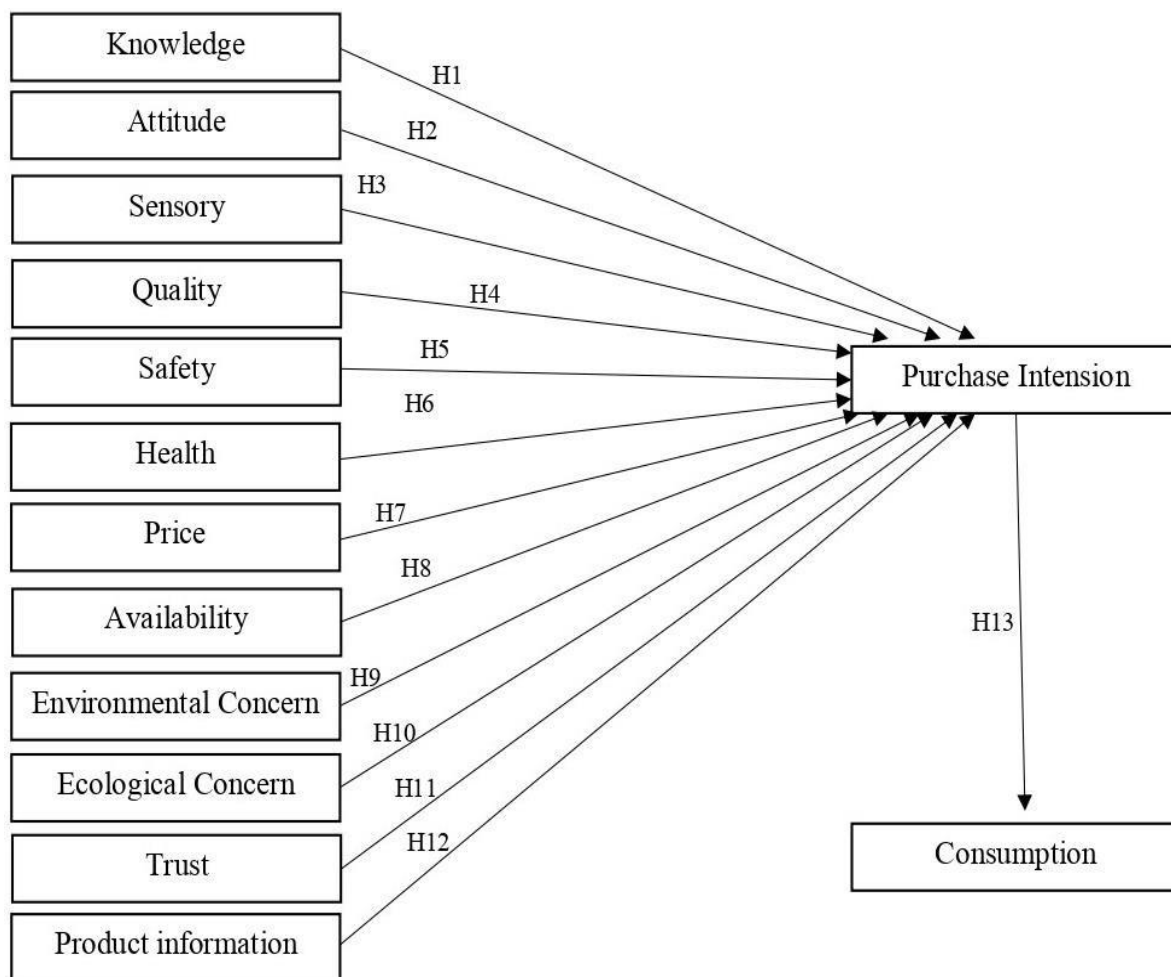 Knowledge
H1
Attitude
H2
Sensory
H3
Quality
H4
Safety
H5
Health
H6
Price
H7
Availability
H8
Environmental Concern
H9
Ecological Concern
H10
Trust
H11
Product information
H12
Purchase Intension
H13
Consumption